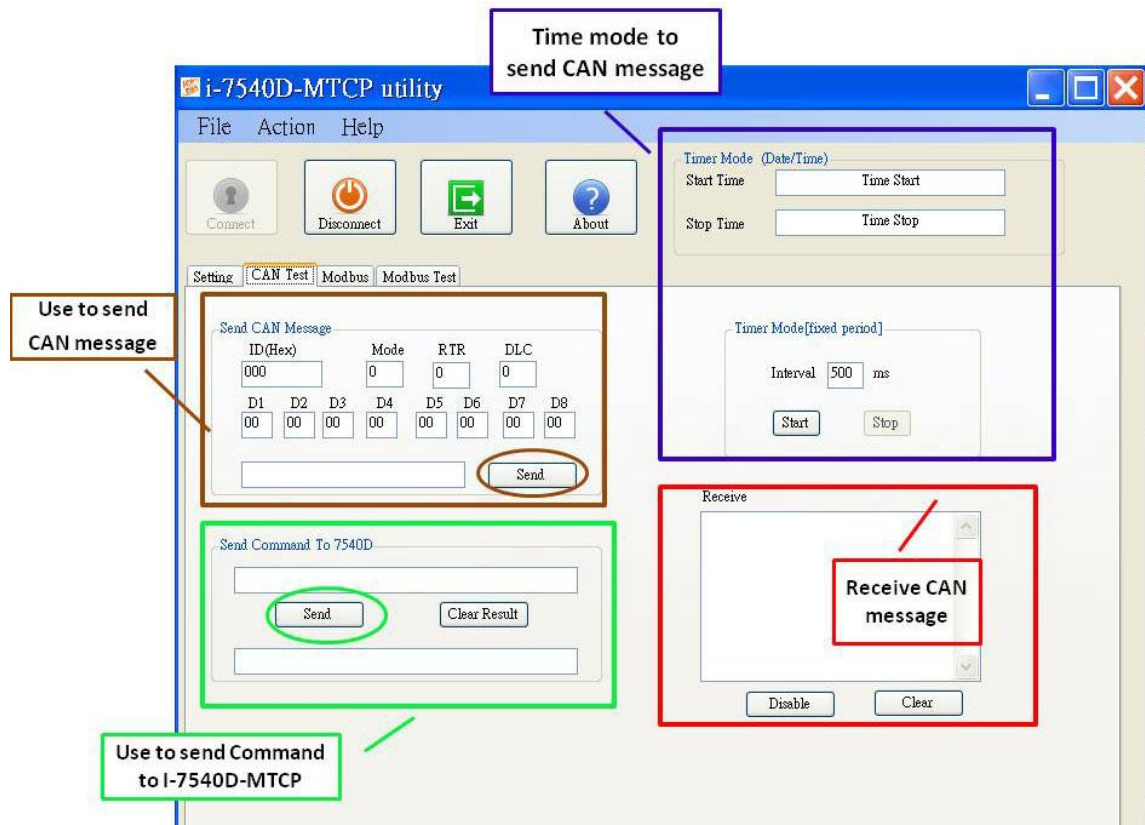 Time mode to
send CAN message
i-7540D-MTCP utility
File Action Help
Connect Disconnect Exit About
Timer Mode (Date/Time)
Start Time Time Start
Stop Time Time Stop
Setting CAN Test Modbus Modbus Test
Use to send
CAN message
Send CAN Message
ID(Hex) Mode RTR DLC
000 0 0 0
D1 D2 D3 D4 D5 D6 D7 D8
00 00 00 00 00 00 00 00
Send
Timer Mode[fixed period]
Interval 500 ms
Start Stop
Send Command To 7540D
Send Clear Result
Use to send Command
to I-7540D-MTCP
Receive
Receive CAN
message
Disable Clear